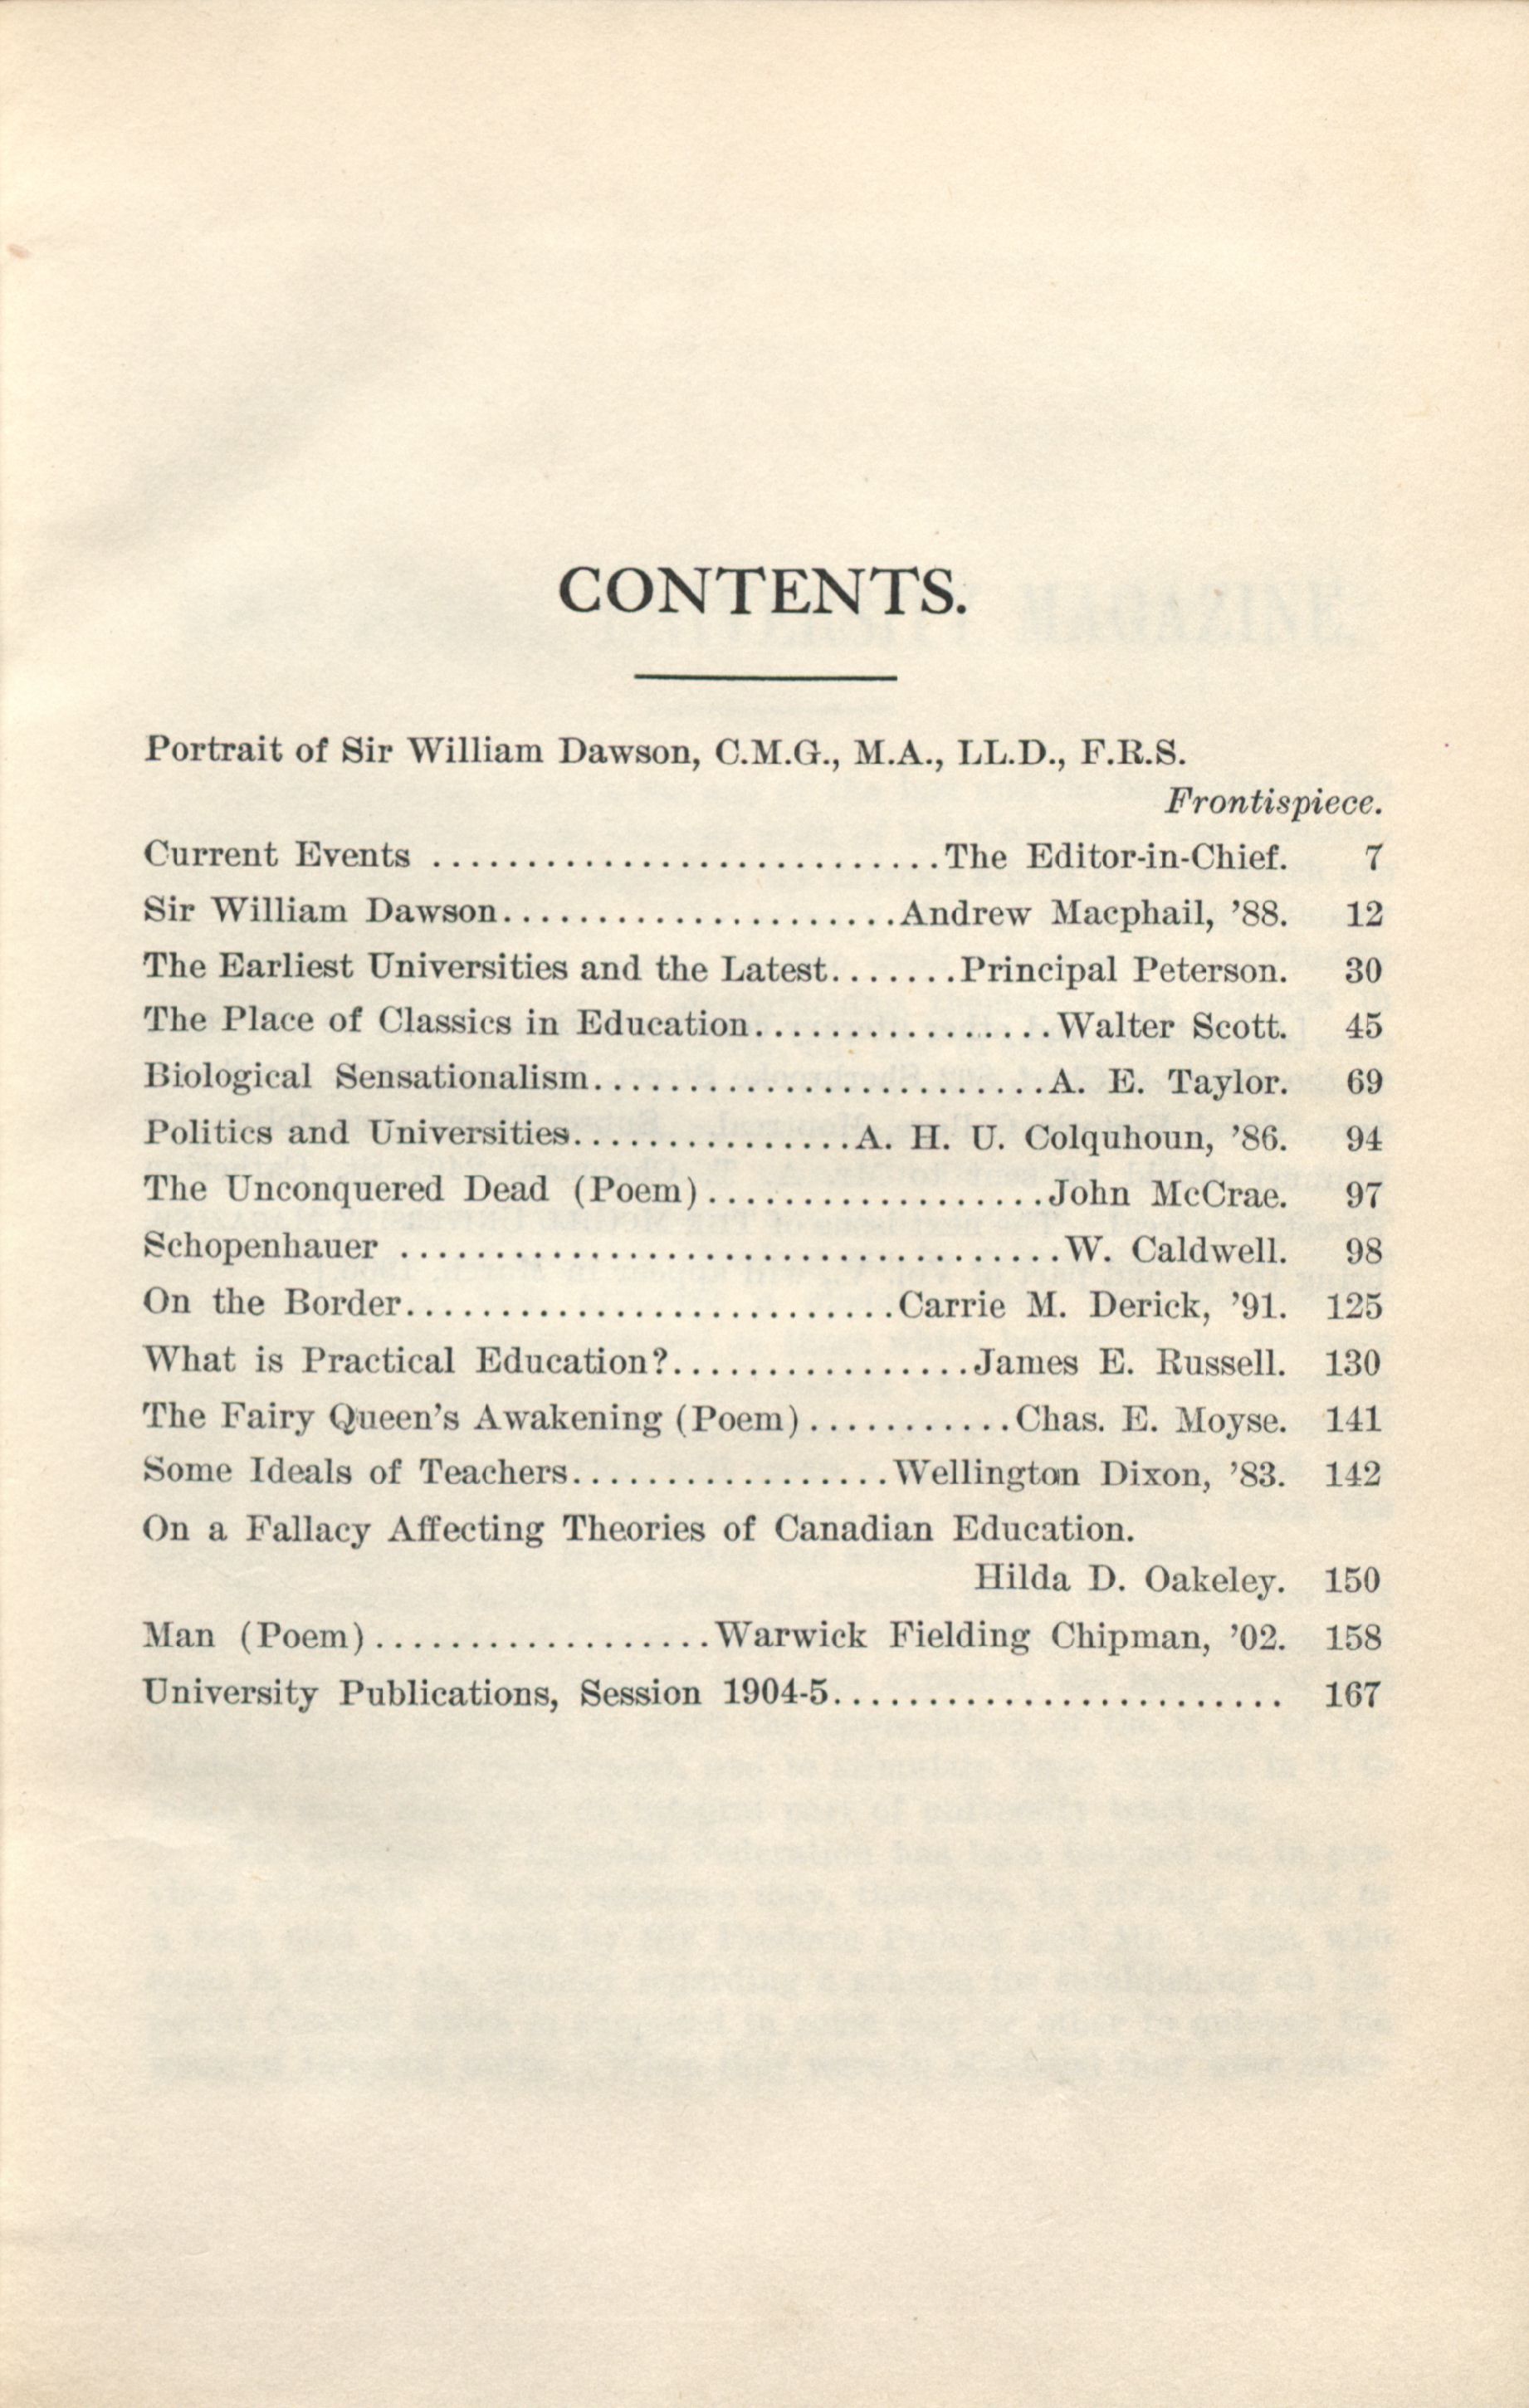 CONTENTS.
Portrait of Sir William Dawson, C.M.G., M.A., LL.D., F.R.S.
Frontispiece.
Current Events ...........................The Editor-in-Chief. 7
Sir William Dawson.....................Andrew Macphail, ’88. 12
The Earliest Universities and the Latest.......Principal Peterson. 30
The Place of Classics in Education................Walter Scott. 45
Biological Sensationalism........................A. E. Taylor. 69
Politics and Universities...............A. H. U. Colquhoun, ’86. 94
The Unconquered Dead (Poem)..................John McCrae. 97
Schopenhauer ...................................W. Caldwell. 98
On the Border..........................Carrie M. Derick, ’91. 125
What is Practical Education?................James E. Russell. 130
The Fairy Queen’s Awakening (Poem)...........Chas. E. Moyse. 141
Some Ideals of Teachers.................Wellington Dixon, ’83. 142
On a Fallacy Affecting Theories of Canadian Education.
Hilda D. Oakeley. 150
Man (Poem)..................Warwick Fielding Chipman, ’02. 158
University Publications, Session 1904-5........................ 167